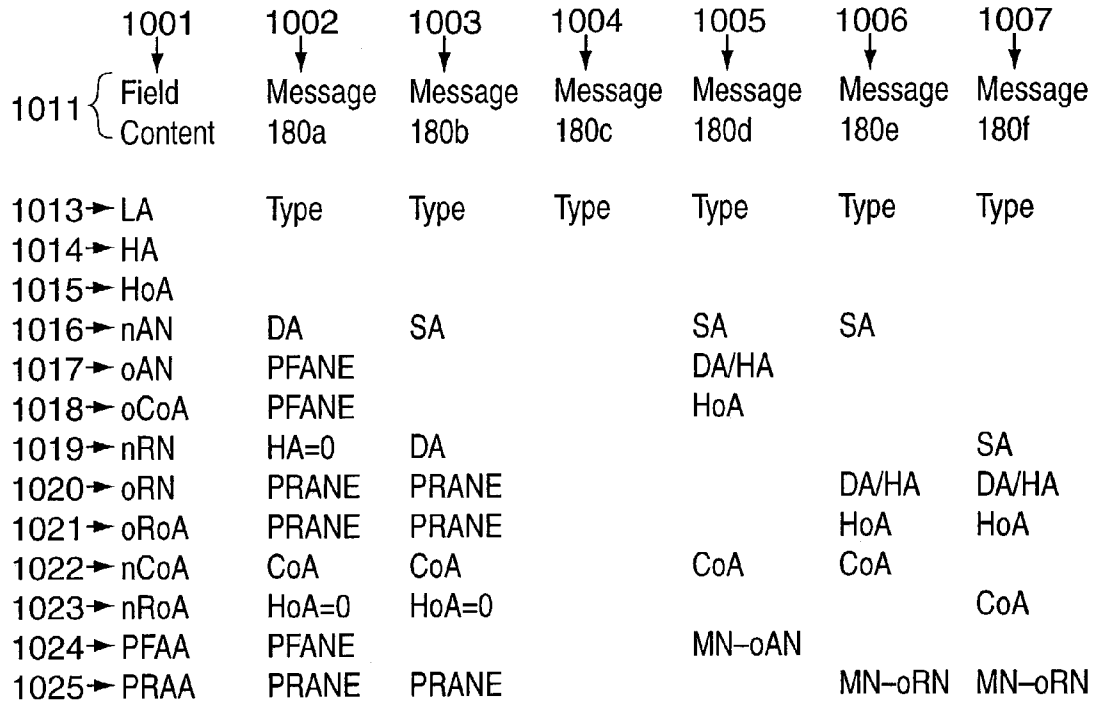 1001 1002 1003 1004 1005 1006 1007
1011 { Field Message Message Message Message Message Message
Content 180a 180b 180c 180d 180e 180f
1013 LA Type Type Type Type Type Type
1014 HA
1015 HoA
1016 nAN DA SA SA SA
1017 oAN PFANE DA/HA
1018 oCoA PFANE HoA
1019 nRN HA=0 DA SA
1020 oRN PRANE PRANE DA/HA DA/HA
1021 oRoA PRANE PRANE HoA HoA
1022 nCoA CoA CoA CoA CoA
1023 nRoA HoA=0 HoA=0 CoA
1024 PFAA PFANE MN–oAN
1025 PRAA PRANE PRANE MN–oRN MN–oRN